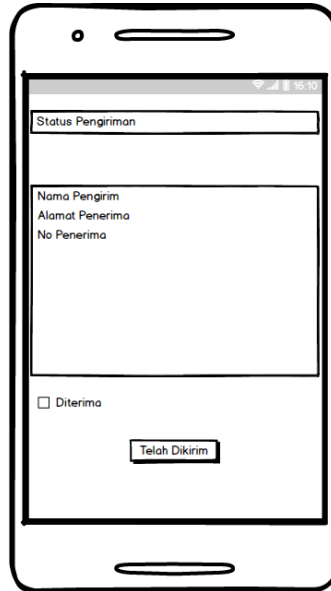 16:10
Status Pengiriman
Nama Pengirim
Alamat Penerima
No Penerima
Diterima
Telah Dikirim